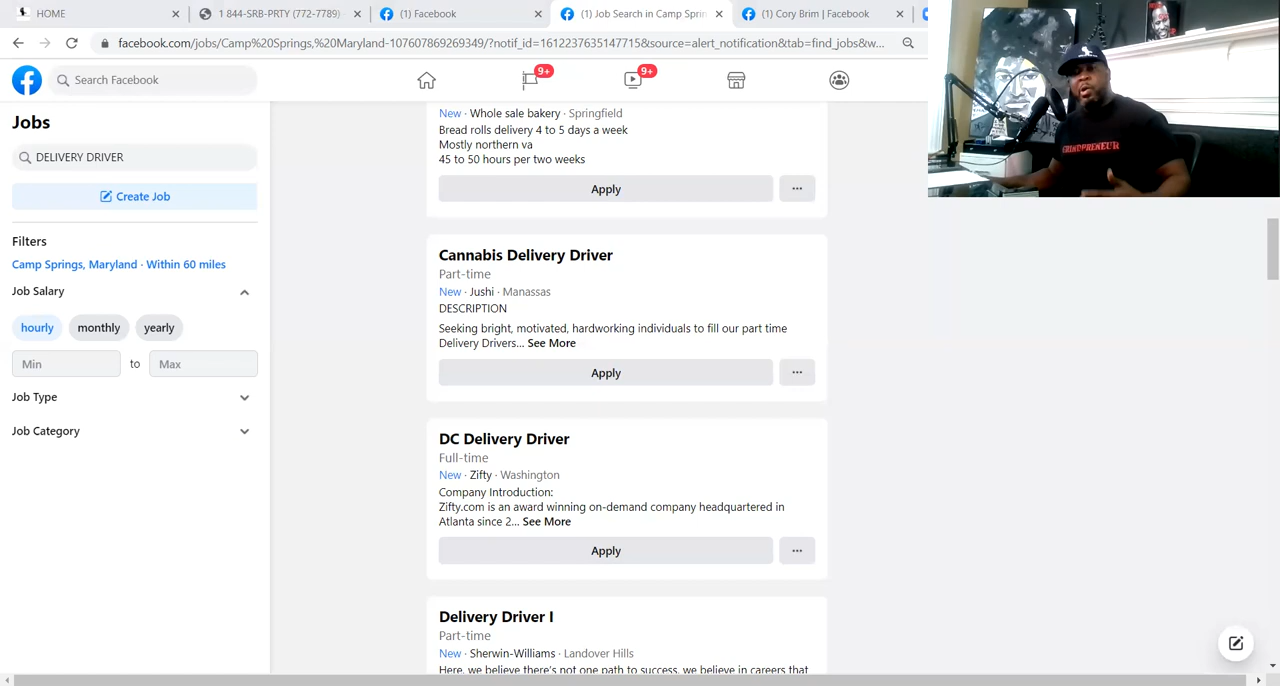 HOME
1 844-SRB-PRTY (772-7789)
(1) Facebook
(1) Job Search in Camp Sprin
(1) Cory Brim | Facebook
facebook.com/jobs/Camp%20Springs,%20Maryland-107607869269349/?notif_id=1612237635147715&source=alert_notification&tab=find_jobs&w...
Search Facebook
9+
9+
Jobs
DELIVERY DRIVER
Create Job
Filters
Camp Springs, Maryland · Within 60 miles
Job Salary
hourly
monthly
yearly
Min
to
Max
Job Type
Job Category
New · Whole sale bakery · Springfield
Bread rolls delivery 4 to 5 days a week
Mostly northern va
45 to 50 hours per two weeks
Apply
Cannabis Delivery Driver
Part-time
New · Jushi · Manassas
DESCRIPTION
Seeking bright, motivated, hardworking individuals to fill our part time
Delivery Drivers... See More
Apply
DC Delivery Driver
Full-time
New · Zifty · Washington
Company Introduction:
Zifty.com is an award winning on-demand company headquartered in
Atlanta since 2... See More
Apply
Delivery Driver I
Part-time
New · Sherwin-Williams · Landover Hills
Here, we believe there's not one path to success, we believe in careers that
GRINDPRENEUR